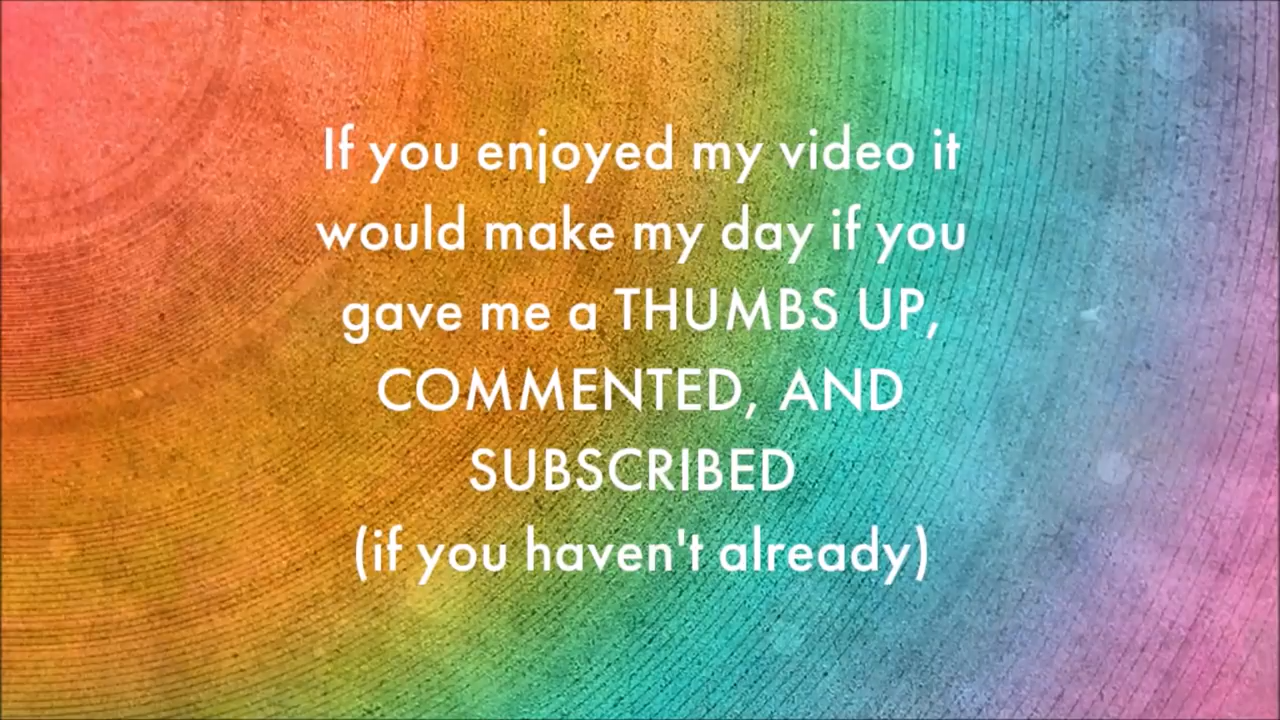 If you enjoyed my video it
would make my day if you
gave me a THUMBS UP,
COMMENTED, AND
SUBSCRIBED
(if you haven't already)